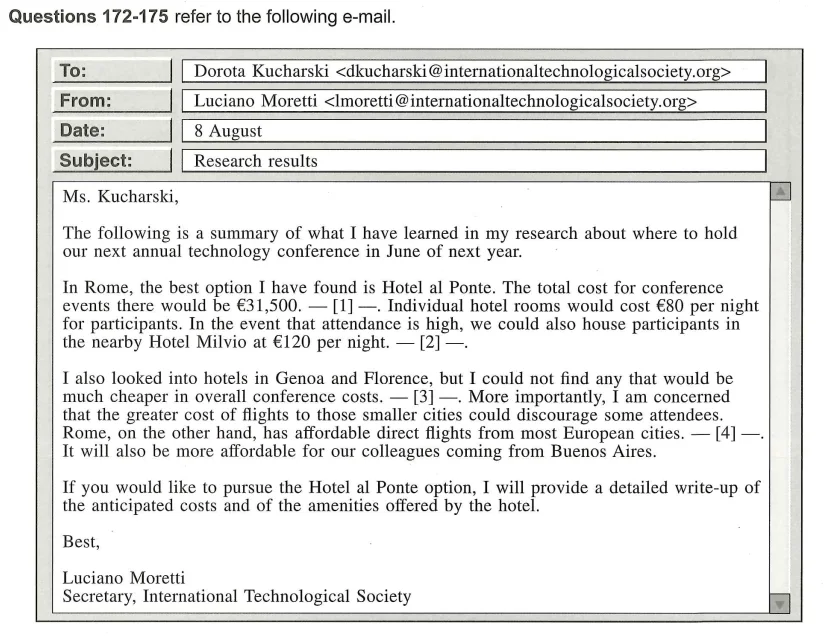 Questions 172-175 refer to the following e-mail.
To: Dorota Kucharski <dkucharski@internationaltechnologicalsociety.org>
From: Luciano Moretti <lmoretti@internationaltechnologicalsociety.org>
Date: 8 August
Subject: Research results
Ms. Kucharski,
The following is a summary of what I have learned in my research about where to hold
our next annual technology conference in June of next year.
In Rome, the best option I have found is Hotel al Ponte. The total cost for conference
events there would be €31,500. — [1] —. Individual hotel rooms would cost €80 per night
for participants. In the event that attendance is high, we could also house participants in
the nearby Hotel Milvio at €120 per night. — [2] —.
I also looked into hotels in Genoa and Florence, but I could not find any that would be
much cheaper in overall conference costs. — [3] —. More importantly, I am concerned
that the greater cost of flights to those smaller cities could discourage some attendees.
Rome, on the other hand, has affordable direct flights from most European cities. — [4] —.
It will also be more affordable for our colleagues coming from Buenos Aires.
If you would like to pursue the Hotel al Ponte option, I will provide a detailed write-up of
the anticipated costs and of the amenities offered by the hotel.
Best,
Luciano Moretti
Secretary, International Technological Society